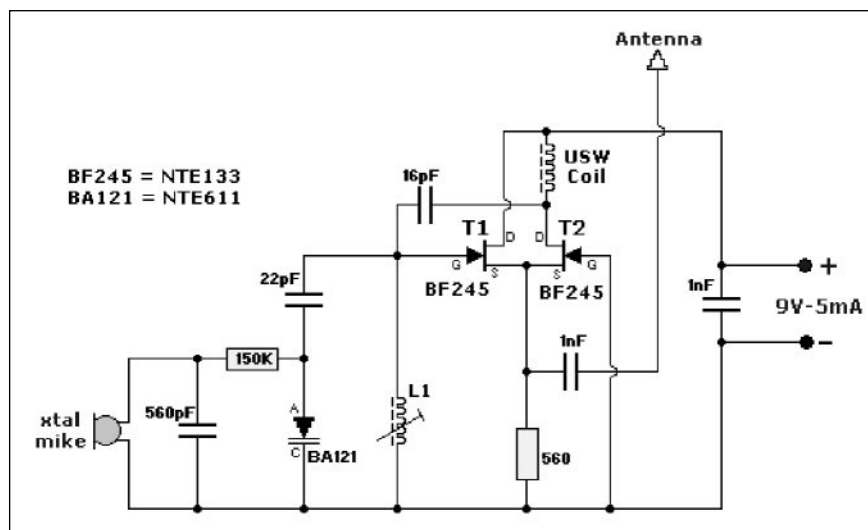 Antenna
BF245 = NTE133
BA121 = NTE611
USW
Coil
16pF
T1
T2
D
D
G
S
S
G
BF245
BF245
22pF
1nF
+
9V-5mA
-
1nF
150K
L1
xtal
mike
560pF
A
C
BA121
560